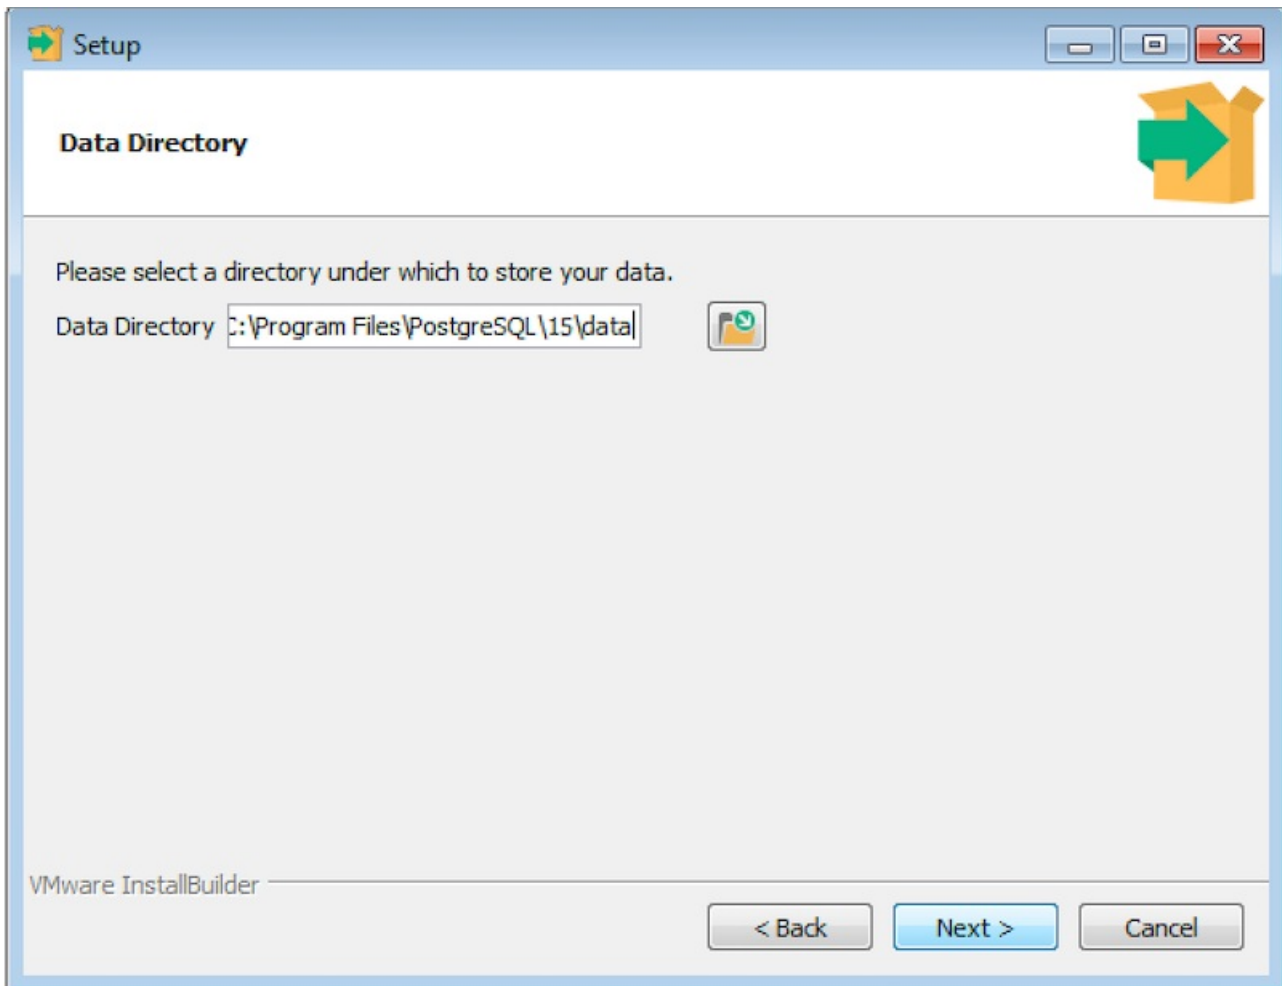 Setup
Data Directory
Please select a directory under which to store your data.
Data Directory C:\Program Files\PostgreSQL\15\data
VMware InstallBuilder
< Back Next > Cancel